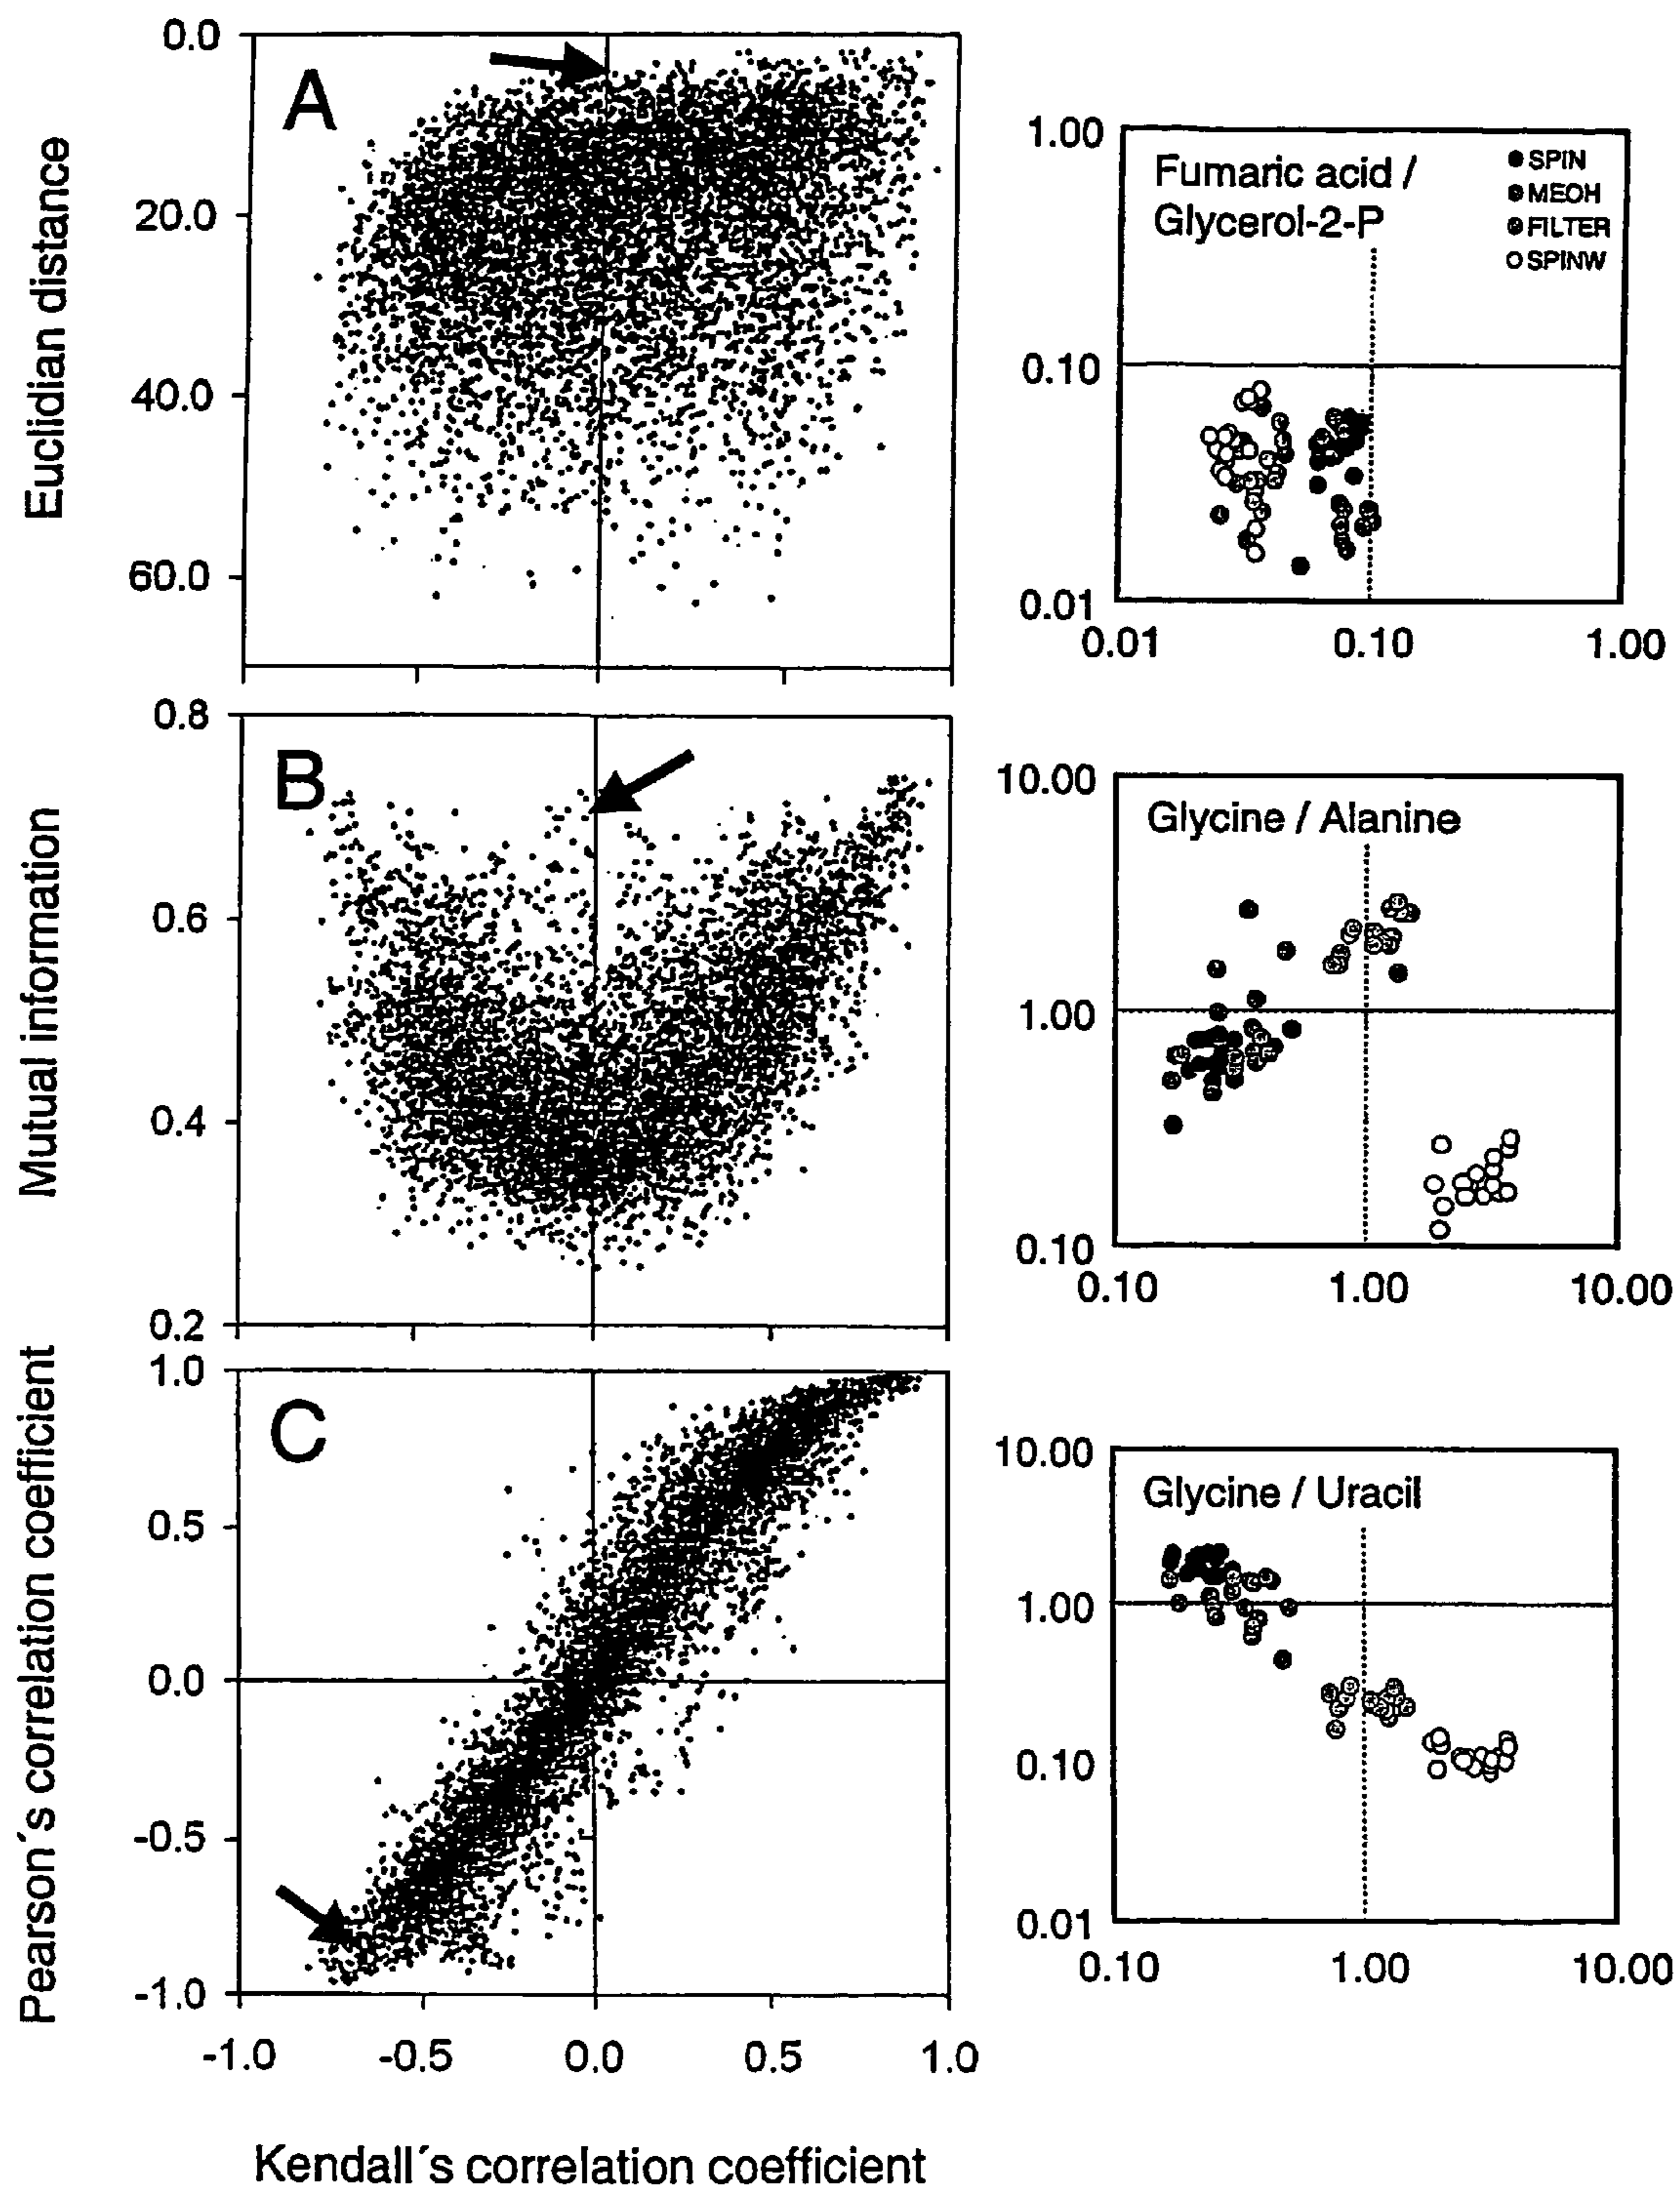 A
Euclidian distance
0.0
20.0
40.0
60.0
Fumaric acid /
Glycerol-2-P
SPIN
MEOH
FILTER
SPINW
1.00
0.10
0.01
0.01 0.10 1.00
B
Mutual information
0.8
0.6
0.4
0.2
Glycine / Alanine
10.00
1.00
0.10
0.10 1.00 10.00
C
Pearson´s correlation coefficient
1.0
0.5
0.0
-0.5
-1.0
-1.0 -0.5 0.0 0.5 1.0
Kendall´s correlation coefficient
Glycine / Uracil
10.00
1.00
0.10
0.01
0.10 1.00 10.00